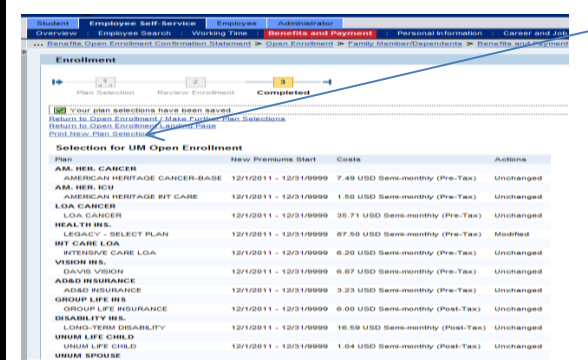 Student Employee Self-Service Employee Administrator
Overview Employee Search Working Time Benefits and Payment Personal Information Career and Job
... Benefits Open Enrollment Confirmation Statement Open Enrollment Family Member/Dependents Benefits and Payment
Enrollment
1 2 3
Plan Selection Review Enrollment Completed
Your plan selections have been saved
Return to Open Enrollment / Make Further Plan Selections
Return to Open Enrollment Landing Page
Print New Plan Selection
Selection for UM Open Enrollment
Plan New Premiums Start Costs Actions
AM. HER. CANCER
AMERICAN HERITAGE CANCER-BASE 12/1/2011 - 12/31/9999 7.49 USD Semi-monthly (Pre-Tax) Unchanged
AM. HER. ICU
AMERICAN HERITAGE INT CARE 12/1/2011 - 12/31/9999 1.50 USD Semi-monthly (Pre-Tax) Unchanged
LOA CANCER
LOA CANCER 12/1/2011 - 12/31/9999 35.71 USD Semi-monthly (Pre-Tax) Unchanged
HEALTH INS.
LEGACY - SELECT PLAN 12/1/2011 - 12/31/9999 87.50 USD Semi-monthly (Pre-Tax) Modified
INT CARE LOA
INTENSIVE CARE LOA 12/1/2011 - 12/31/9999 6.20 USD Semi-monthly (Pre-Tax) Unchanged
VISION INS.
DAVIS VISION 12/1/2011 - 12/31/9999 6.87 USD Semi-monthly (Pre-Tax) Unchanged
AD&D INSURANCE
AD&D INSURANCE 12/1/2011 - 12/31/9999 3.23 USD Semi-monthly (Pre-Tax) Unchanged
GROUP LIFE INS
GROUP LIFE INSURANCE 12/1/2011 - 12/31/9999 6.00 USD Semi-monthly (Post-Tax) Unchanged
DISABILITY INS.
LONG-TERM DISABILITY 12/1/2011 - 12/31/9999 16.59 USD Semi-monthly (Post-Tax) Unchanged
UNUM LIFE CHILD
UNUM LIFE CHILD 12/1/2011 - 12/31/9999 1.04 USD Semi-monthly (Post-Tax) Unchanged
UNUM SPOUSE